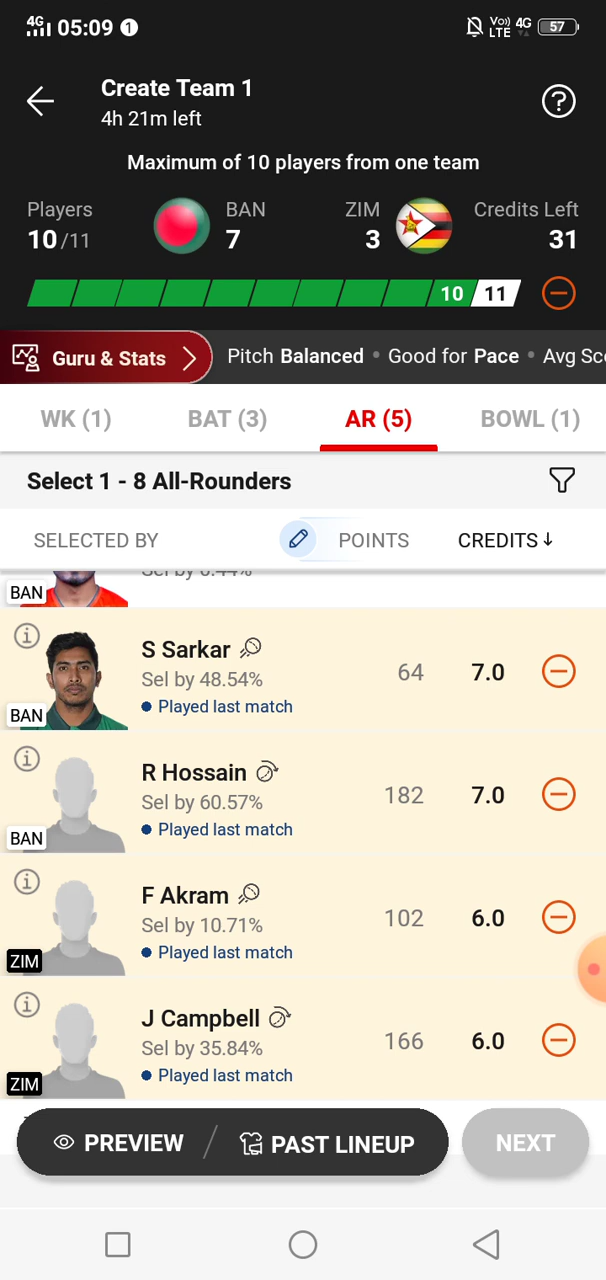 4G 05:09 1 Vo)) LTE 4G 57
Create Team 1
4h 21m left
?
Maximum of 10 players from one team
Players BAN ZIM Credits Left
10/11 7 3 31
10 11
Guru & Stats Pitch Balanced • Good for Pace • Avg Sco
WK (1) BAT (3) AR (5) BOWL (1)
Select 1 - 8 All-Rounders
SELECTED BY POINTS CREDITS↓
BAN
S Sarkar
Sel by 48.54% 64 7.0
BAN • Played last match
R Hossain
Sel by 60.57% 182 7.0
BAN • Played last match
F Akram
Sel by 10.71% 102 6.0
ZIM • Played last match
J Campbell
Sel by 35.84% 166 6.0
ZIM • Played last match
PREVIEW / PAST LINEUP NEXT